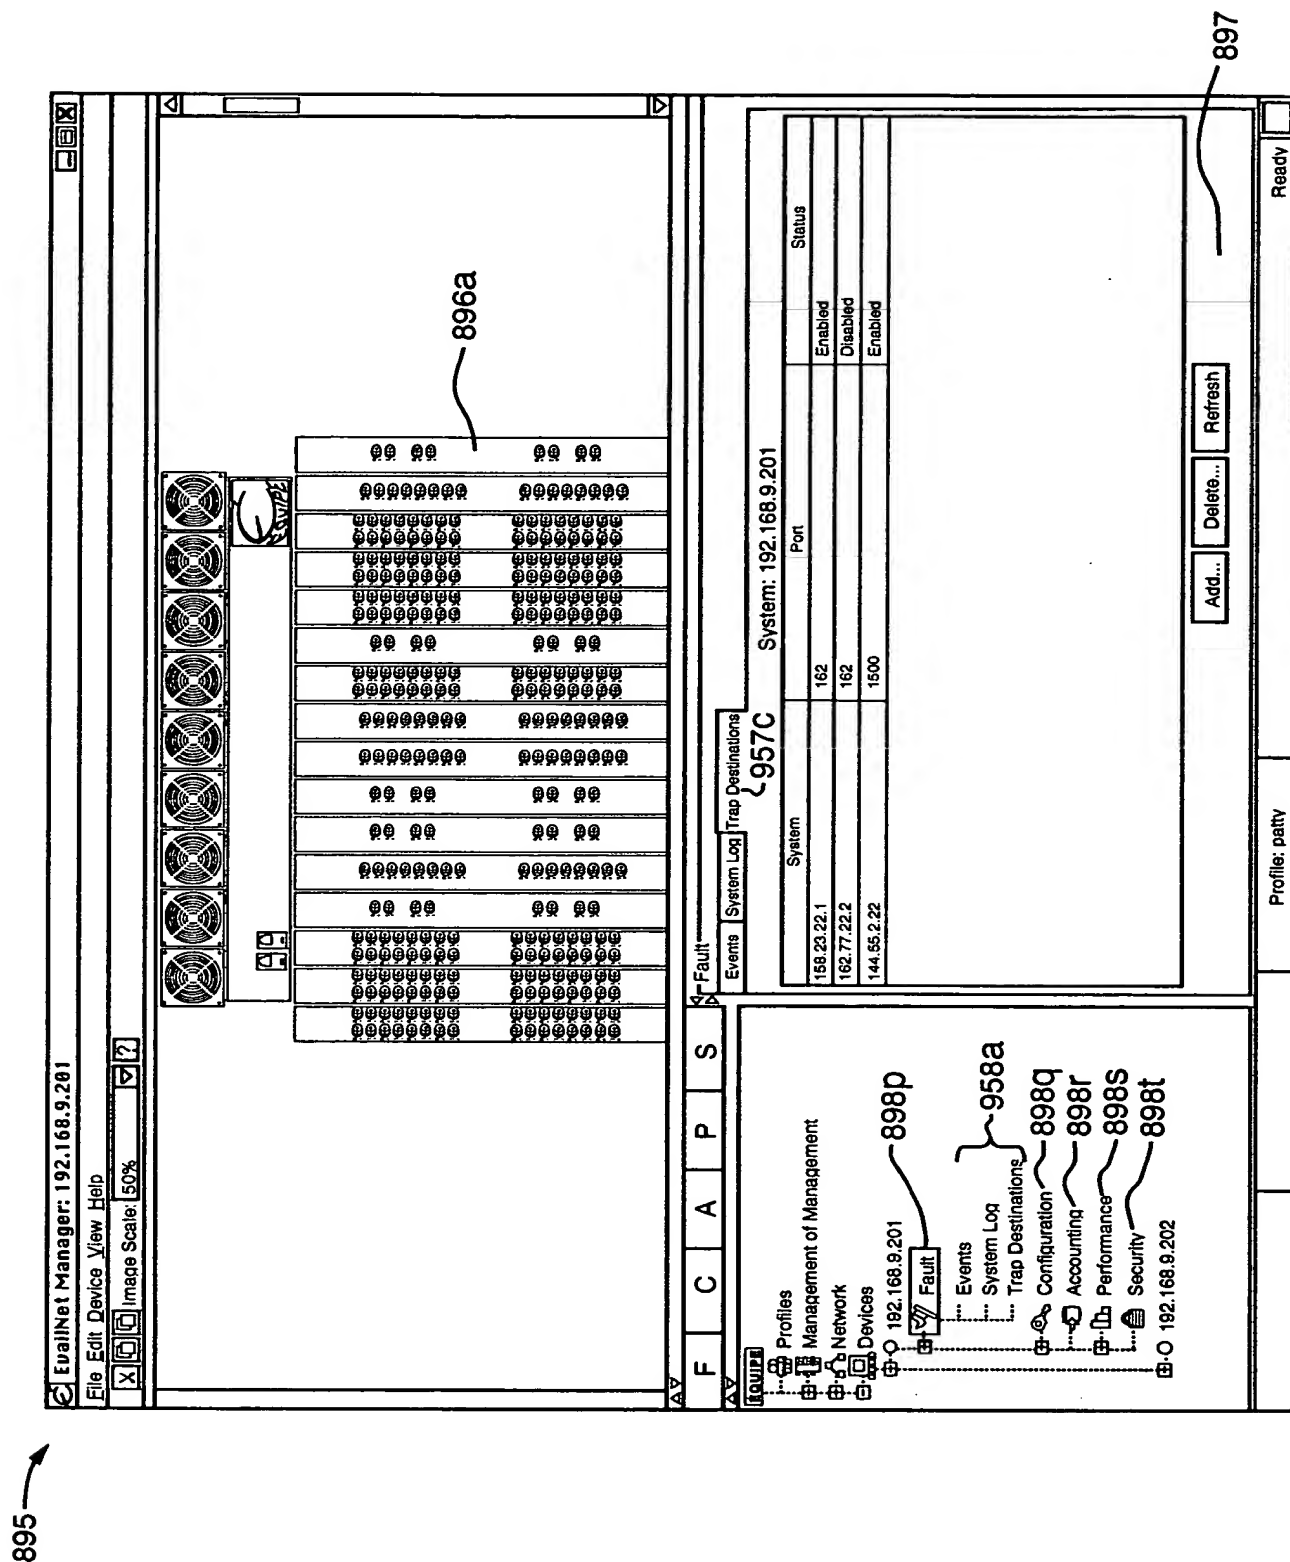 895
EvailNet Manager: 192.168.9.201
File Edit Device View Help
X Image Scale: 50% ?
896a
F C A P S
EQUIPE
Profiles
Management of Management
Network
Devices
192.168.9.201
Fault
898p
Events
System Log
Trap Destinations
958a
Configuration
898q
Accounting
898r
Performance
898s
Security
898t
192.168.9.202
Fault
Events System Log Trap Destinations
957C
System: 192.168.9.201
System Port Status
158.23.22.1 162 Enabled
162.77.22.2 162 Disabled
144.55.2.22 1500 Enabled
Add... Delete... Refresh
897
Profile: patty
Ready